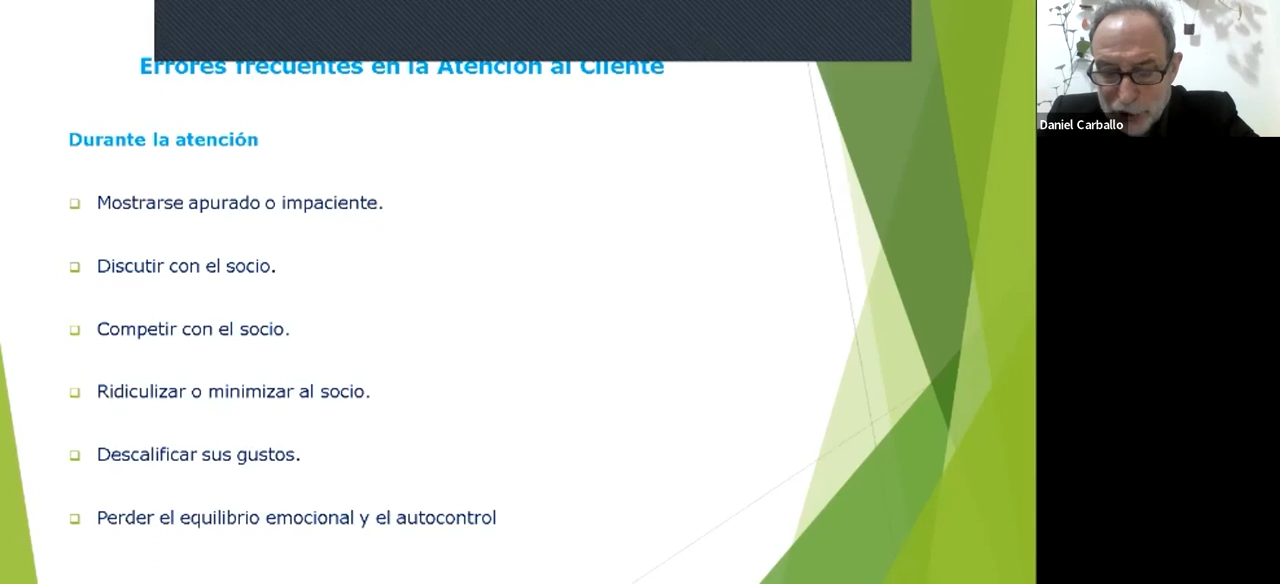 Errores frecuentes en la Atención al Cliente
Durante la atención
Mostrarse apurado o impaciente.
Discutir con el socio.
Competir con el socio.
Ridiculizar o minimizar al socio.
Descalificar sus gustos.
Perder el equilibrio emocional y el autocontrol
Daniel Carballo